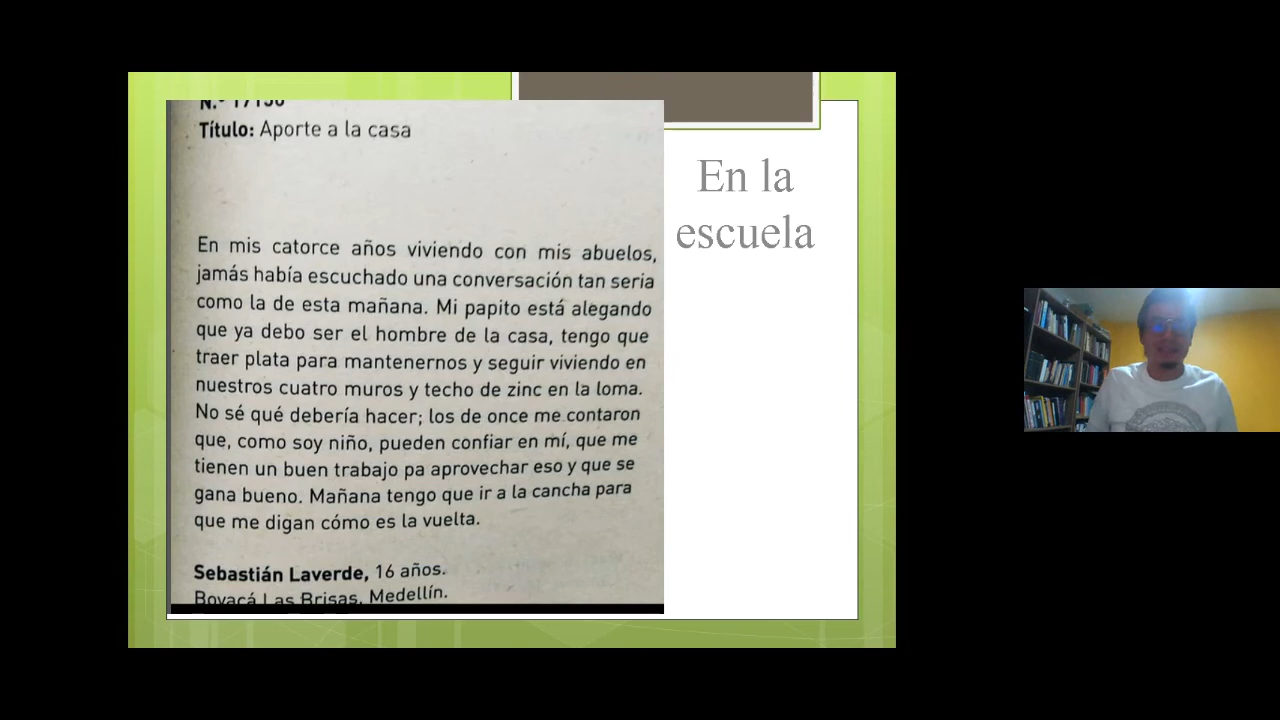 N.º 17156
Título: Aporte a la casa
En mis catorce años viviendo con mis abuelos,
jamás había escuchado una conversación tan seria
como la de esta mañana. Mi papito está alegando
que ya debo ser el hombre de la casa, tengo que
traer plata para mantenernos y seguir viviendo en
nuestros cuatro muros y techo de zinc en la loma.
No sé qué debería hacer; los de once me contaron
que, como soy niño, pueden confiar en mí, que me
tienen un buen trabajo pa aprovechar eso y que se
gana bueno. Mañana tengo que ir a la cancha para
que me digan cómo es la vuelta.
Sebastián Laverde, 16 años.
Boyacá Las Brisas, Medellín.
En la
escuela